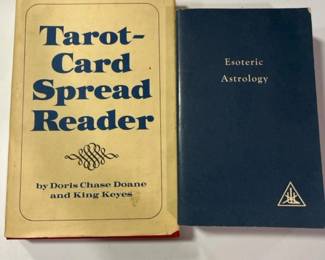 Tarot-
Card
Spread
Reader
by Doris Chase Doane
and King Keyes
Esoteric
Astrology